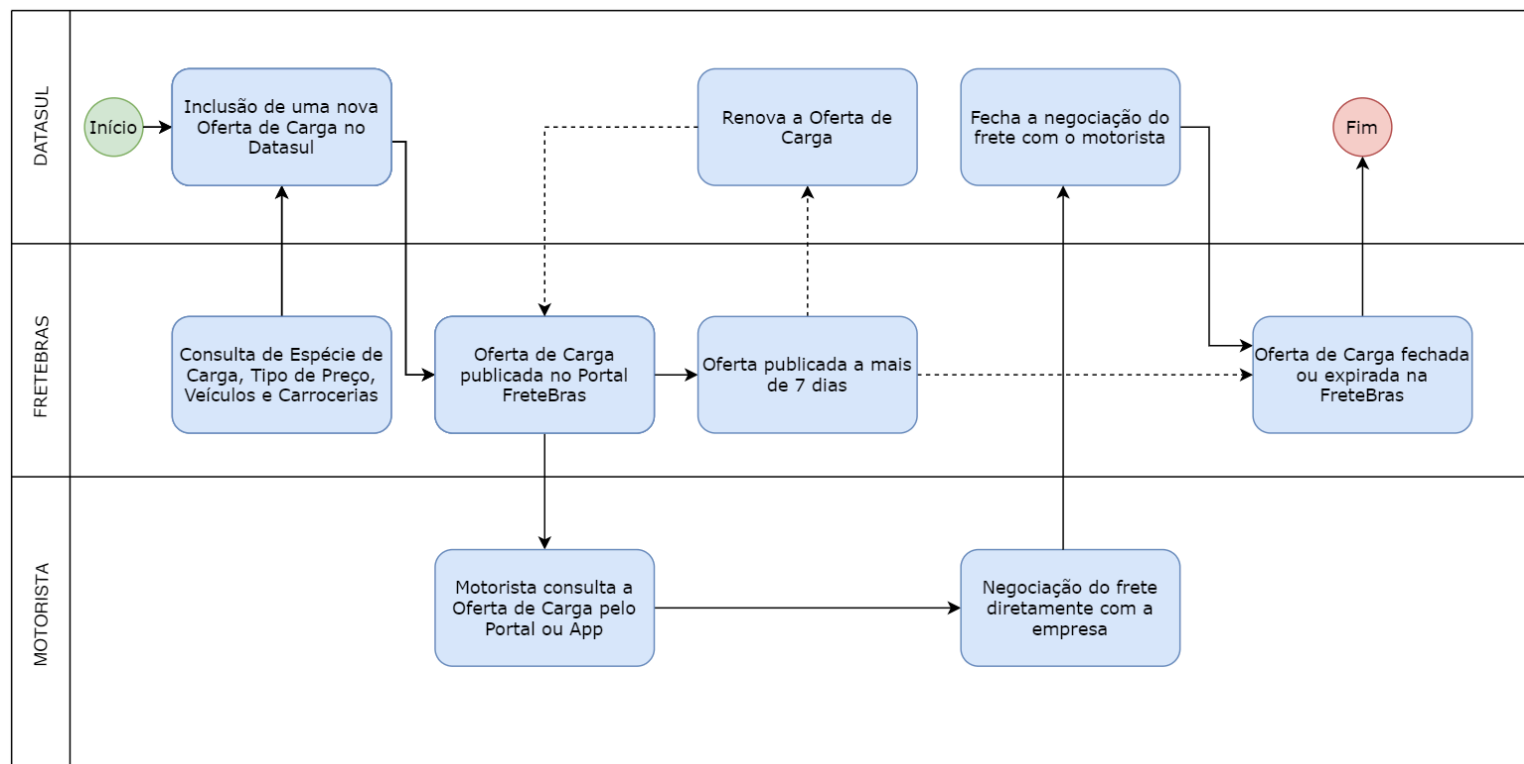 DATASUL
Início
Inclusão de uma nova
Oferta de Carga no
Datasul
Renova a Oferta de
Carga
Fecha a negociação do
frete com o motorista
Fim
FRETEBRAS
Consulta de Espécie de
Carga, Tipo de Preço,
Veículos e Carrocerias
Oferta de Carga
publicada no Portal
FreteBras
Oferta publicada a mais
de 7 dias
Oferta de Carga fechada
ou expirada na
FreteBras
MOTORISTA
Motorista consulta a
Oferta de Carga pelo
Portal ou App
Negociação do frete
diretamente com a
empresa